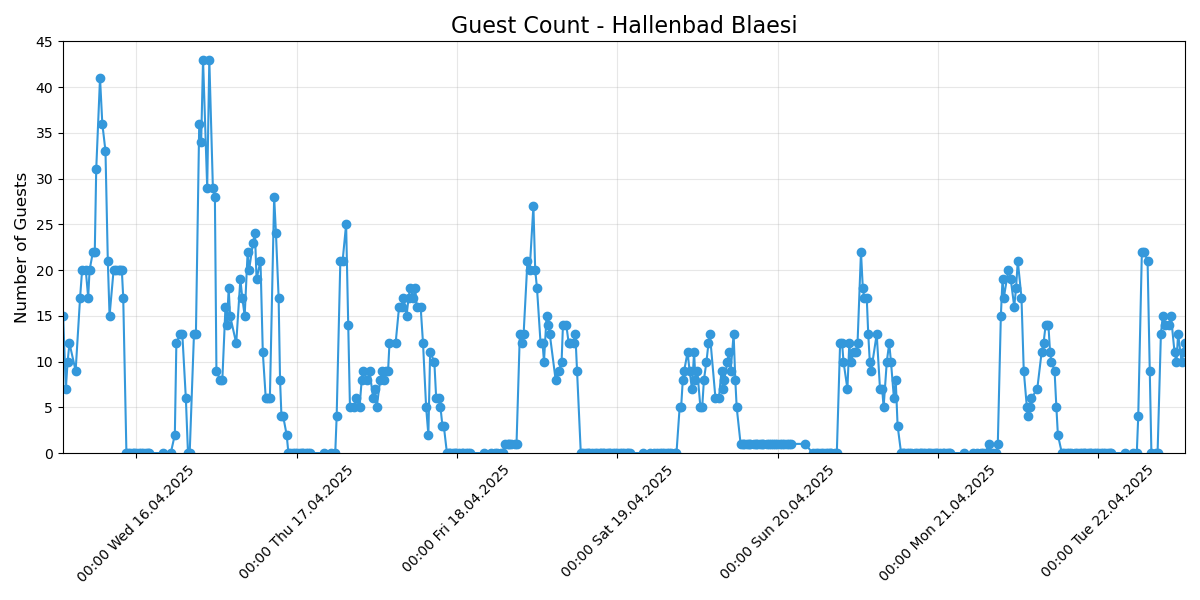 Guest Count - Hallenbad Blaesi
Number of Guests
45
40
35
30
25
20
15
10
5
0
00:00 Wed 16.04.2025
00:00 Thu 17.04.2025
00:00 Fri 18.04.2025
00:00 Sat 19.04.2025
00:00 Sun 20.04.2025
00:00 Mon 21.04.2025
00:00 Tue 22.04.2025